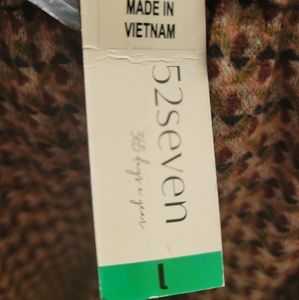 MADE IN
VIETNAM
52seven
365 days a year
L